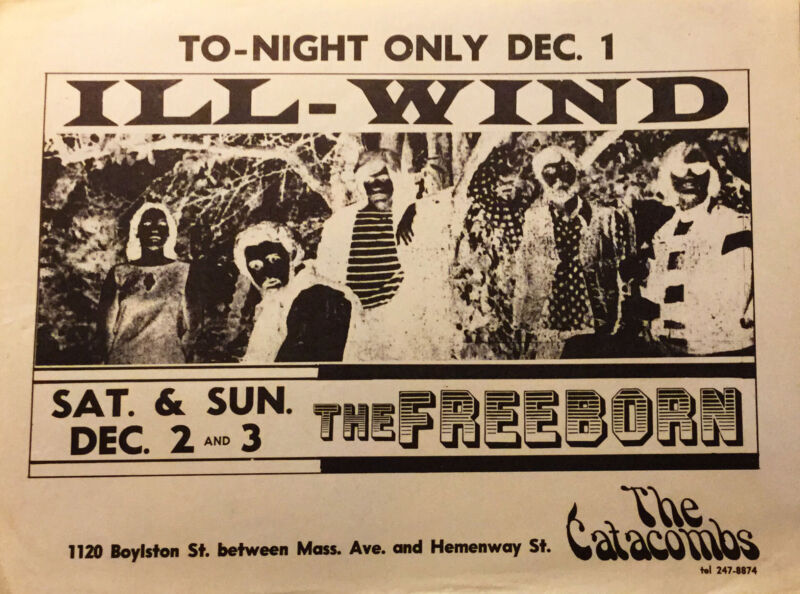 TO-NIGHT ONLY DEC. 1
ILL-WIND
SAT. & SUN.
DEC. 2 AND 3
THE FREEBORN
The
Catacombs
1120 Boylston St. between Mass. Ave. and Hemenway St.
tel 247-8874